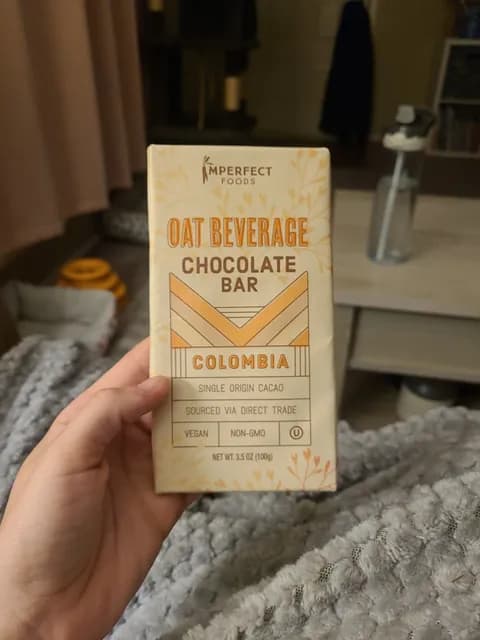 IMPERFECT
FOODS
OAT BEVERAGE
CHOCOLATE
BAR
COLOMBIA
SINGLE ORIGIN CACAO
SOURCED VIA DIRECT TRADE
VEGAN NON-GMO U
NET WT. 3.5 OZ (100g)